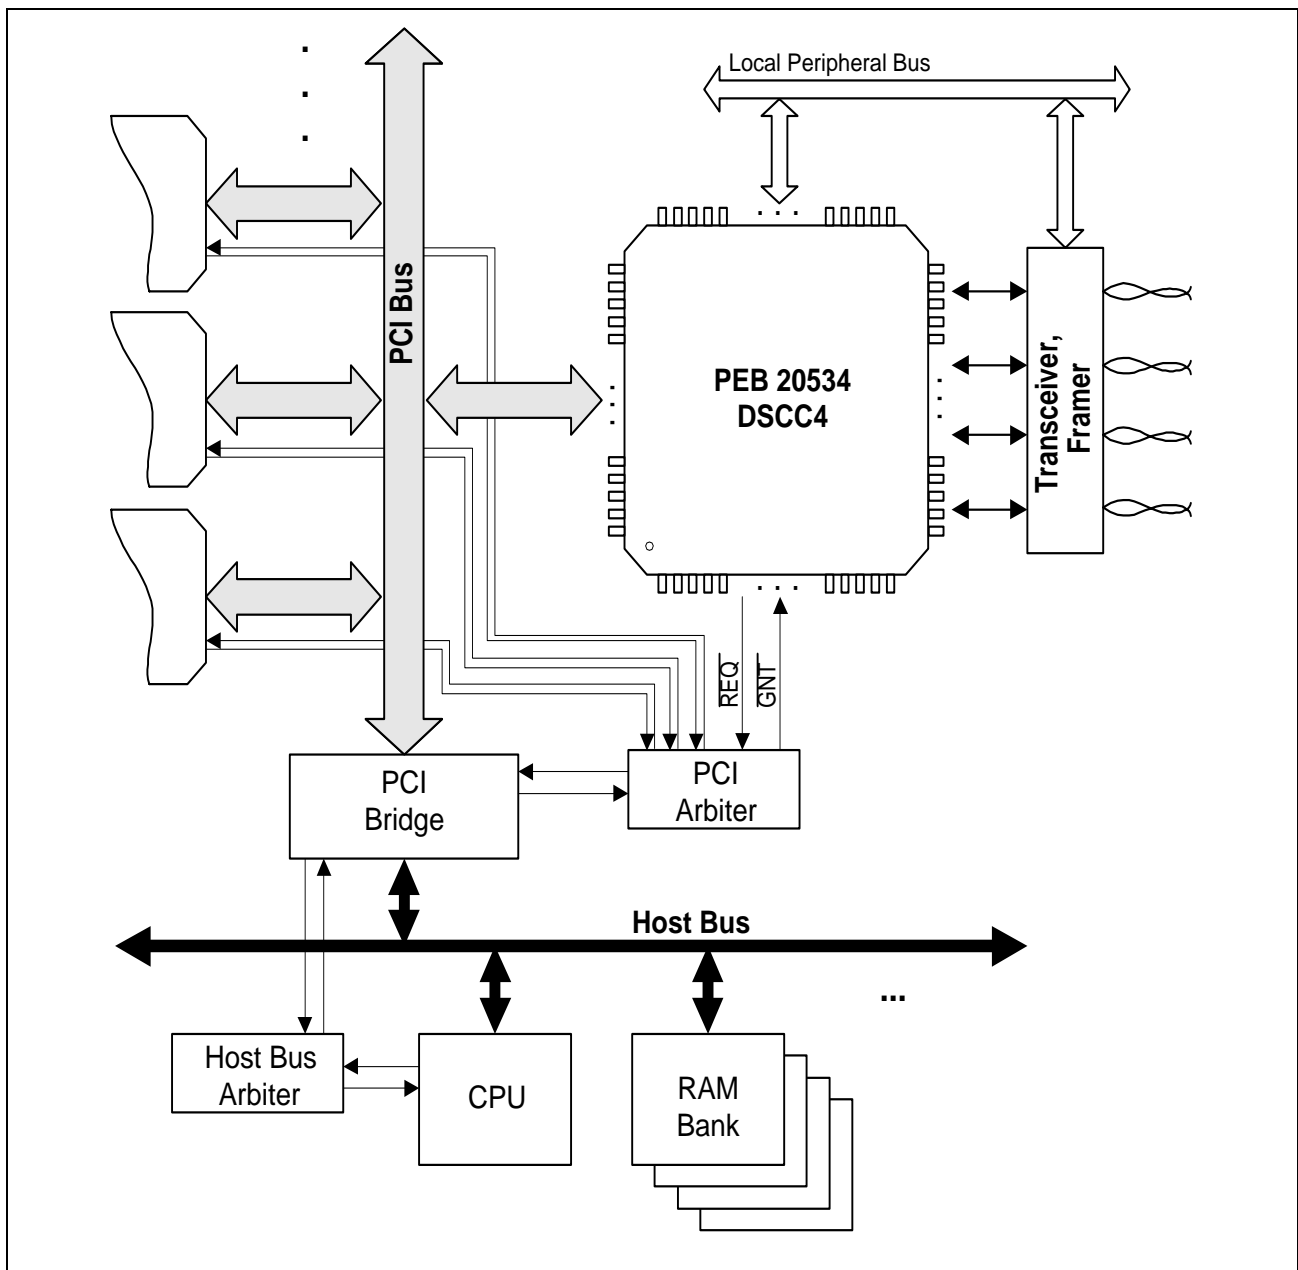 Local Peripheral Bus
PCI Bus
PEB 20534
DSCC4
Transceiver,
Framer
REQ
GNT
PCI
Bridge
PCI
Arbiter
Host Bus
...
Host Bus
Arbiter
CPU
RAM
Bank